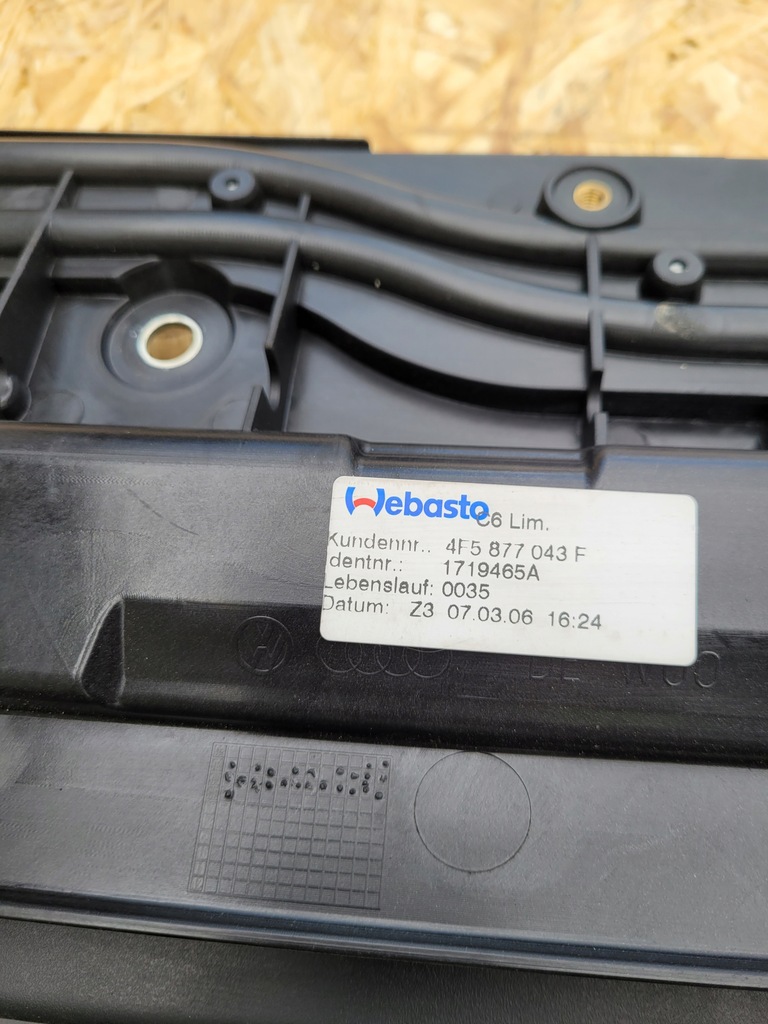 Webasto C6 Lim.
Kundennr.: 4F5 877 043 F
dentnr.: 1719465A
Lebenslauf: 0035
Datum: Z3 07.03.06 16:24